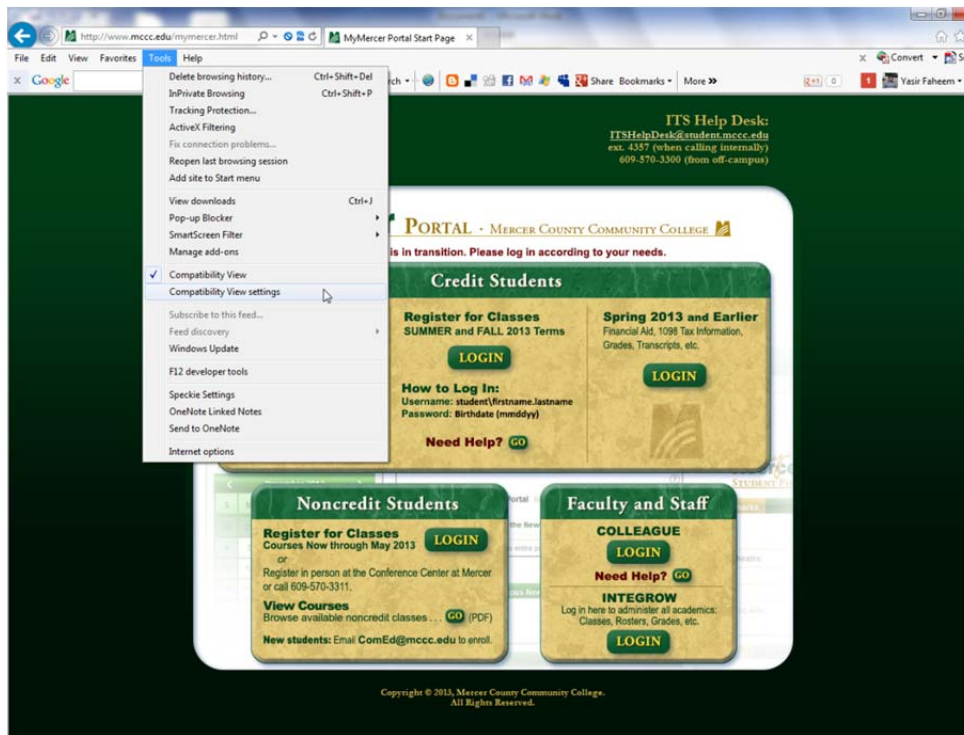 http://www.mccc.edu/mymercer.html
MyMercer Portal Start Page
File Edit View Favorites Tools Help
Convert
Google
Share Bookmarks More
Yasir Faheem
Delete browsing history... Ctrl+Shift+Del
InPrivate Browsing Ctrl+Shift+P
Tracking Protection...
ActiveX Filtering
Fix connection problems...
Reopen last browsing session
Add site to Start menu
View downloads Ctrl+J
Pop-up Blocker
SmartScreen Filter
Manage add-ons
Compatibility View
Compatibility View settings
Subscribe to this feed...
Feed discovery
Windows Update
F12 developer tools
Speckie Settings
OneNote Linked Notes
Send to OneNote
Internet options
ITS Help Desk:
ITSHelpDesk@student.mccc.edu
ext. 4357 (when calling internally)
609-570-3300 (from off-campus)
PORTAL · MERCER COUNTY COMMUNITY COLLEGE
is in transition. Please log in according to your needs.
Credit Students
Register for Classes
SUMMER and FALL 2013 Terms
LOGIN
How to Log In:
Username: student\firstname.lastname
Password: Birthdate (mmddyy)
Need Help? GO
Spring 2013 and Earlier
Financial Aid, 1098 Tax Information,
Grades, Transcripts, etc.
LOGIN
Noncredit Students
Register for Classes
Courses Now through May 2013
LOGIN
or
Register in person at the Conference Center at Mercer
or call 609-570-3311.
View Courses
Browse available noncredit classes . . . GO (PDF)
New students: Email ComEd@mccc.edu to enroll.
Faculty and Staff
COLLEAGUE
LOGIN
Need Help? GO
INTEGROW
Log in here to administer all academics:
Classes, Rosters, Grades, etc.
LOGIN
Copyright © 2013, Mercer County Community College.
All Rights Reserved.